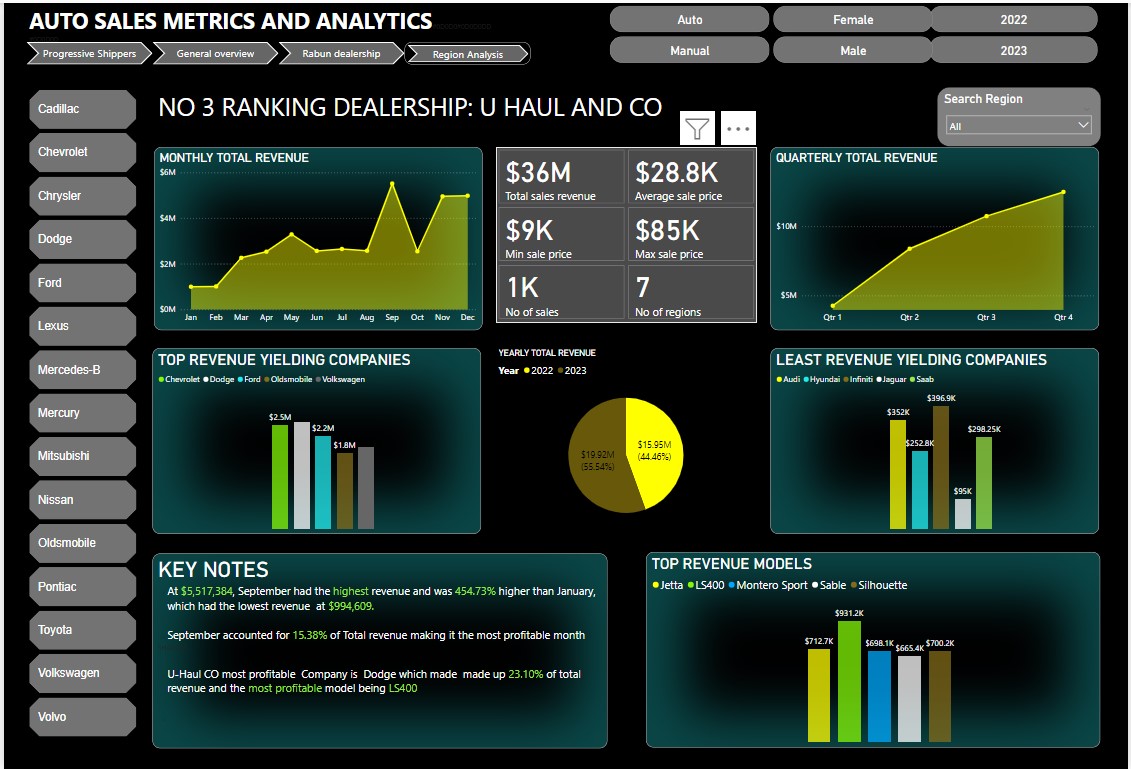 AUTO SALES METRICS AND ANALYTICS
Progressive Shippers
General overview
Rabun dealership
Region Analysis
Auto
Female
2022
Manual
Male
2023
Cadillac
Chevrolet
Chrysler
Dodge
Ford
Lexus
Mercedes-B
Mercury
Mitsubishi
Nissan
Oldsmobile
Pontiac
Toyota
Volkswagen
Volvo
NO 3 RANKING DEALERSHIP: U HAUL AND CO
Search Region
All
MONTHLY TOTAL REVENUE
$6M
$4M
$2M
$0M
Jan Feb Mar Apr May Jun Jul Aug Sep Oct Nov Dec
$36M
Total sales revenue
$28.8K
Average sale price
$9K
Min sale price
$85K
Max sale price
1K
No of sales
7
No of regions
QUARTERLY TOTAL REVENUE
$10M
$5M
Qtr 1 Qtr 2 Qtr 3 Qtr 4
TOP REVENUE YIELDING COMPANIES
Chevrolet Dodge Ford Oldsmobile Volkswagen
$2.5M
$2.2M
$1.8M
YEARLY TOTAL REVENUE
Year 2022 2023
$19.92M
(55.54%)
$15.95M
(44.46%)
LEAST REVENUE YIELDING COMPANIES
Audi Hyundai Infiniti Jaguar Saab
$352K
$252.8K
$396.9K
$95K
$298.25K
KEY NOTES
At $5,517,384, September had the highest revenue and was 454.73% higher than January,
which had the lowest revenue at $994,609.
September accounted for 15.38% of Total revenue making it the most profitable month
U-Haul CO most profitable Company is Dodge which made made up 23.10% of total
revenue and the most profitable model being LS400
TOP REVENUE MODELS
Jetta LS400 Montero Sport Sable Silhouette
$712.7K
$931.2K
$698.1K
$665.4K
$700.2K